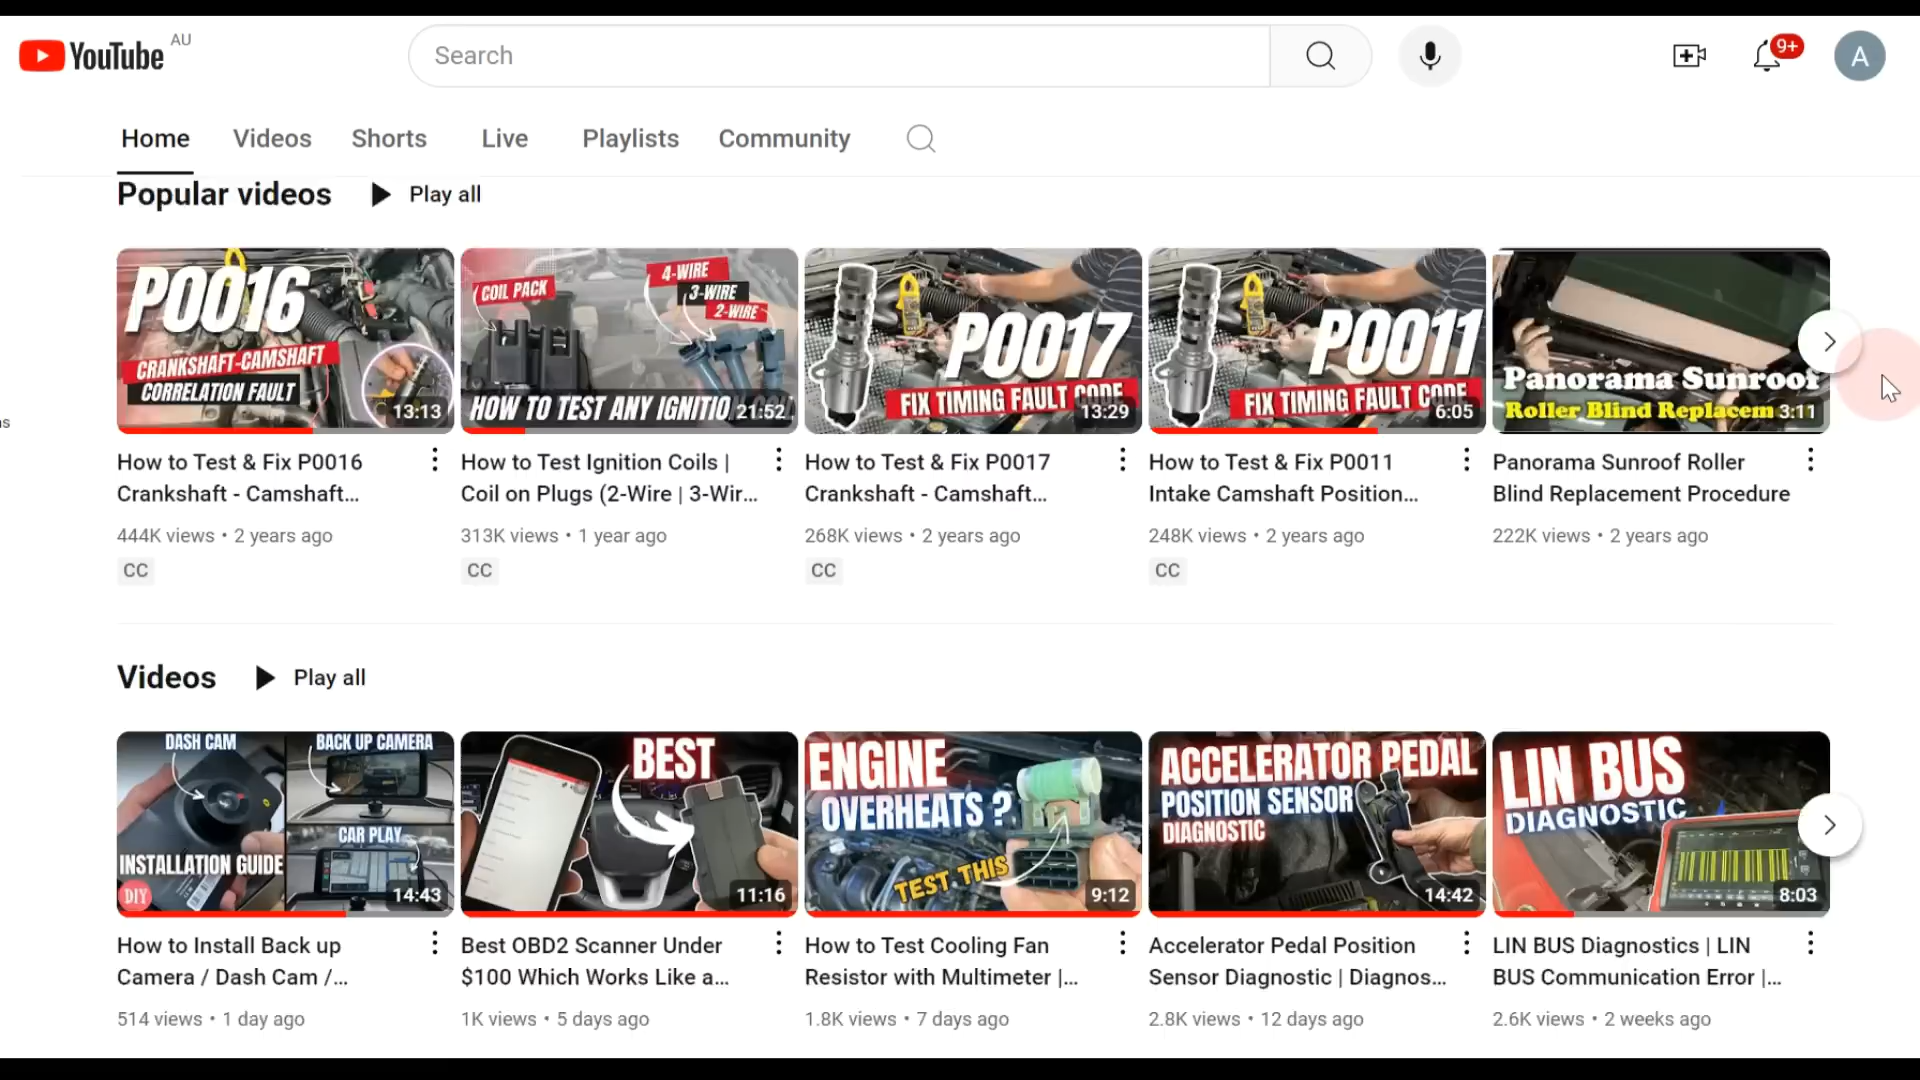 YouTube AU
Search
9+
A
Home Videos Shorts Live Playlists Community
Popular videos Play all
P0016
CRANKSHAFT-CAMSHAFT
CORRELATION FAULT
13:13
COIL PACK
4-WIRE
3-WIRE
2-WIRE
HOW TO TEST ANY IGNITIO
21:52
P0017
FIX TIMING FAULT CODE
13:29
P0011
FIX TIMING FAULT CODE
6:05
Panorama Sunroof
Roller Blind Replacem
3:11
How to Test & Fix P0016
Crankshaft - Camshaft...
444K views • 2 years ago
CC
How to Test Ignition Coils |
Coil on Plugs (2-Wire | 3-Wir...
313K views • 1 year ago
CC
How to Test & Fix P0017
Crankshaft - Camshaft...
268K views • 2 years ago
CC
How to Test & Fix P0011
Intake Camshaft Position...
248K views • 2 years ago
CC
Panorama Sunroof Roller
Blind Replacement Procedure
222K views • 2 years ago
ns
Videos Play all
DASH CAM
BACK UP CAMERA
CAR PLAY
INSTALLATION GUIDE
DIY
14:43
BEST
11:16
ENGINE
OVERHEATS ?
TEST THIS
9:12
ACCELERATOR PEDAL
POSITION SENSOR
DIAGNOSTIC
14:42
LIN BUS
DIAGNOSTIC
8:03
How to Install Back up
Camera / Dash Cam /...
514 views • 1 day ago
Best OBD2 Scanner Under
$100 Which Works Like a...
1K views • 5 days ago
How to Test Cooling Fan
Resistor with Multimeter |...
1.8K views • 7 days ago
Accelerator Pedal Position
Sensor Diagnostic | Diagnos...
2.8K views • 12 days ago
LIN BUS Diagnostics | LIN
BUS Communication Error |...
2.6K views • 2 weeks ago